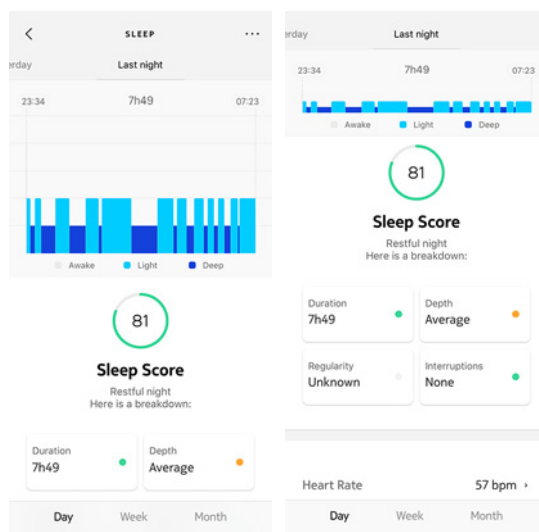 SLEEP
erday Last night
23:34 7h49 07:23
Awake Light Deep
81
Sleep Score
Restful night
Here is a breakdown:
Duration
7h49
Depth
Average
Day Week Month
erday Last night
23:34 7h49 07:23
Awake Light Deep
81
Sleep Score
Restful night
Here is a breakdown:
Duration
7h49
Depth
Average
Regularity
Unknown
Interruptions
None
Heart Rate 57 bpm
Day Week Month